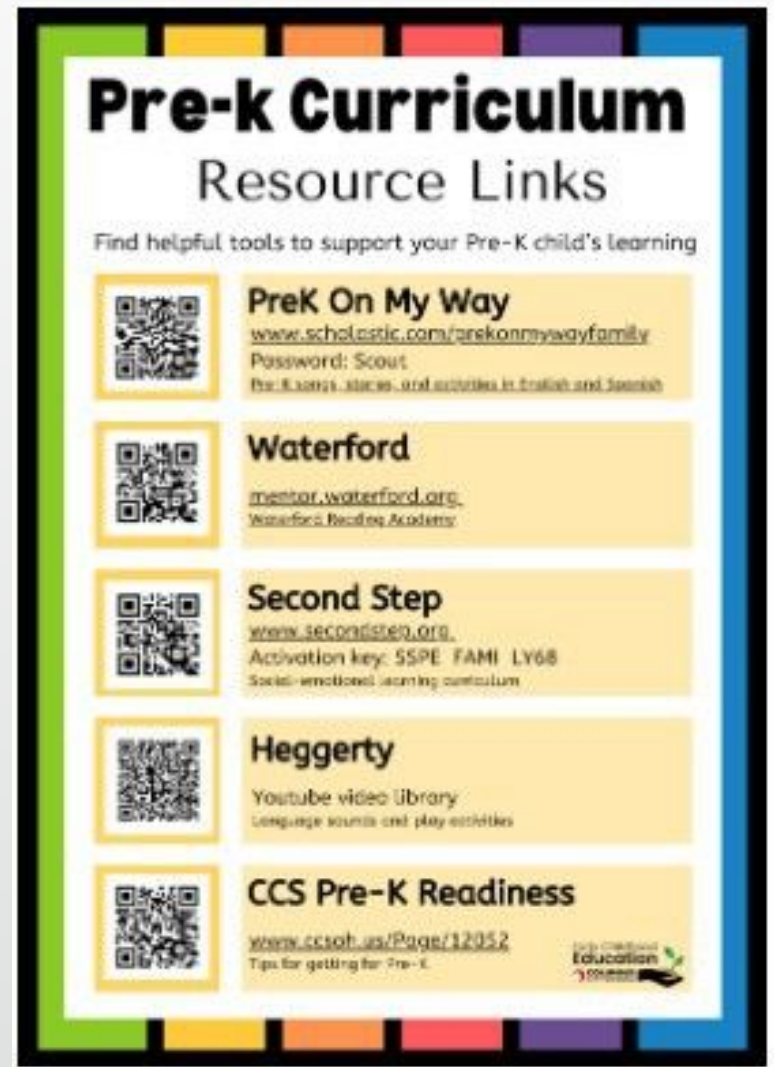 Pre-k Curriculum
Resource Links
Find helpful tools to support your Pre-K child's learning
PreK On My Way
www.scholastic.com/prekonmywayfamily
Password: Scout
Pre-K songs, stories, and activities in English and Spanish
Waterford
mentor.waterford.org
Waterford Reading Academy
Second Step
www.secondstep.org
Activation key: SSPE FAMI LY68
Social-emotional learning curriculum
Heggerty
Youtube video library
Language sounds and play activities
CCS Pre-K Readiness
www.ccsoh.us/Page/12052
Tips for getting for Pre-K
Early Childhood
Education